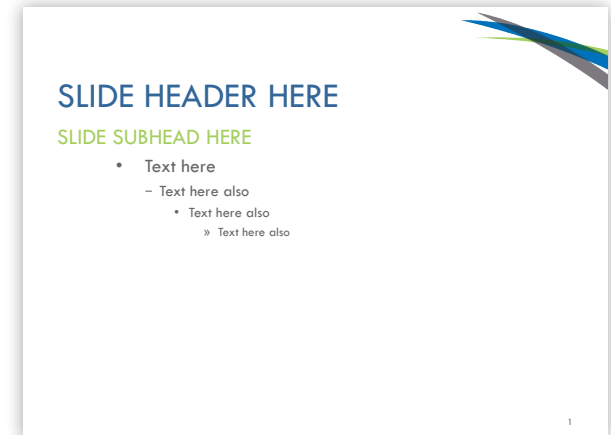 SLIDE HEADER HERE
SLIDE SUBHEAD HERE
• Text here
– Text here also
• Text here also
» Text here also
1